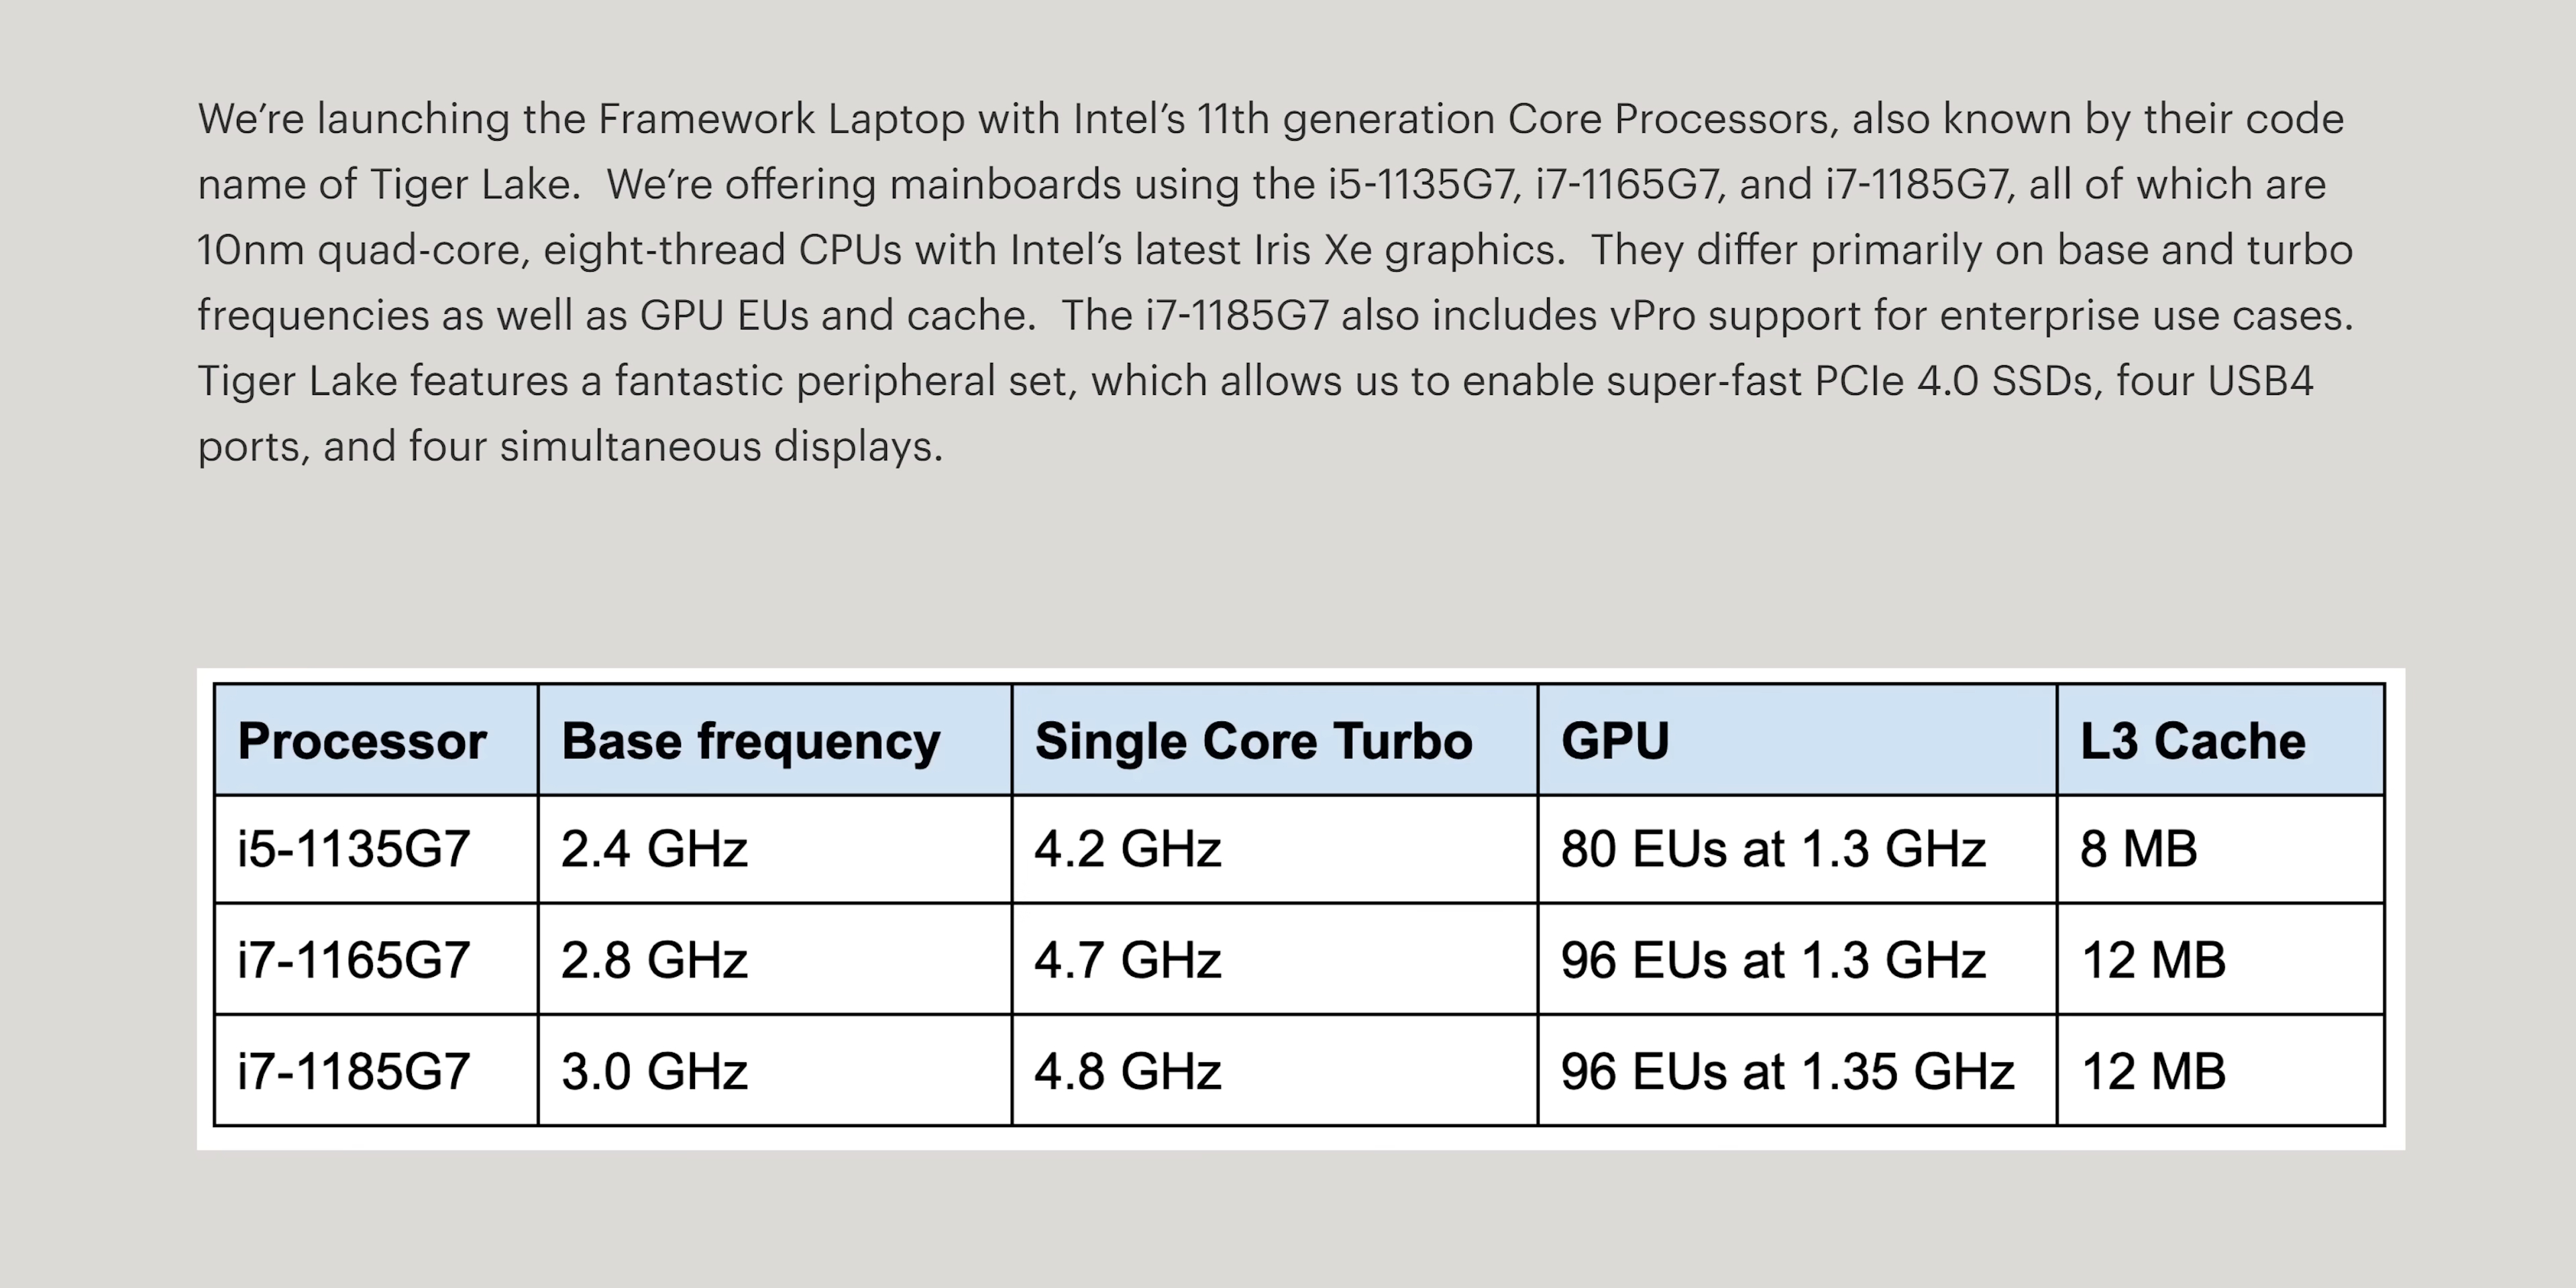 We’re launching the Framework Laptop with Intel’s 11th generation Core Processors, also known by their code
name of Tiger Lake.  We’re offering mainboards using the i5-1135G7, i7-1165G7, and i7-1185G7, all of which are
10nm quad-core, eight-thread CPUs with Intel’s latest Iris Xe graphics.  They differ primarily on base and turbo
frequencies as well as GPU EUs and cache.  The i7-1185G7 also includes vPro support for enterprise use cases.
Tiger Lake features a fantastic peripheral set, which allows us to enable super-fast PCIe 4.0 SSDs, four USB4
ports, and four simultaneous displays.
Processor Base frequency Single Core Turbo GPU L3 Cache
i5-1135G7 2.4 GHz 4.2 GHz 80 EUs at 1.3 GHz 8 MB
i7-1165G7 2.8 GHz 4.7 GHz 96 EUs at 1.3 GHz 12 MB
i7-1185G7 3.0 GHz 4.8 GHz 96 EUs at 1.35 GHz 12 MB